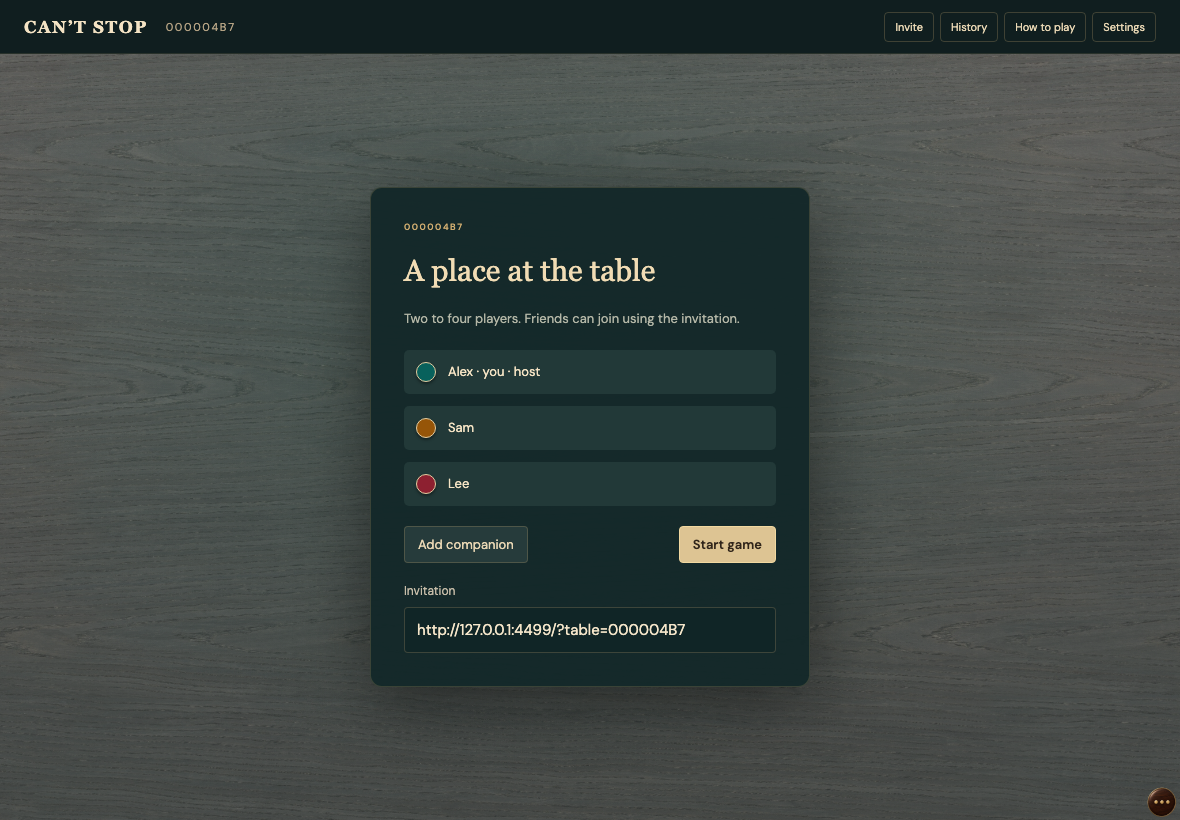 CAN’T STOP 000004B7 Invite History How to play Settings
000004B7
A place at the table
Two to four players. Friends can join using the invitation.
Alex · you · host
Sam
Lee
Add companion Start game
Invitation
http://127.0.0.1:4499/?table=000004B7